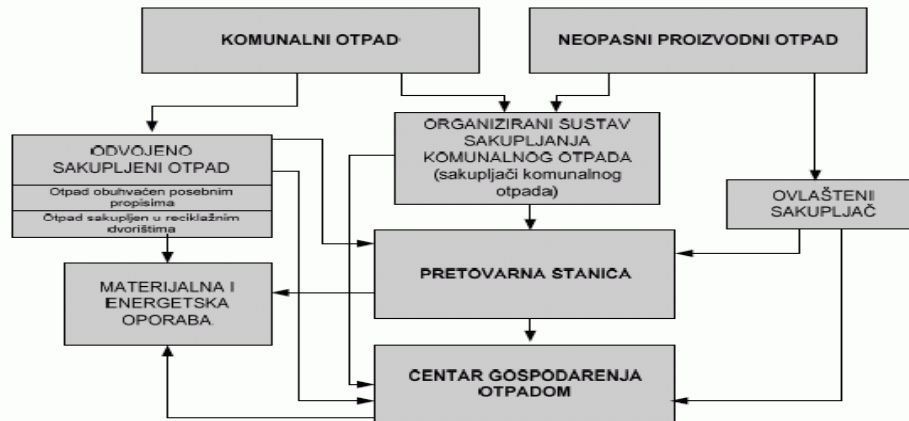 KOMUNALNI OTPAD
NEOPASNI PROIZVODNI OTPAD
ODVOJENO
SAKUPLJENI OTPAD
Otpad obuhvaćen posebnim
propisima
Otpad sakupljen u reciklažnim
dvorištima
ORGANIZIRANI SUSTAV
SAKUPLJANJA
KOMUNALNOG OTPADA
(sakupljači komunalnog
otpada)
OVLAŠTENI
SAKUPLJAČ
MATERIJALNA I
ENERGETSKA
OPORABA
PRETOVARNA STANICA
CENTAR GOSPODARENJA
OTPADOM